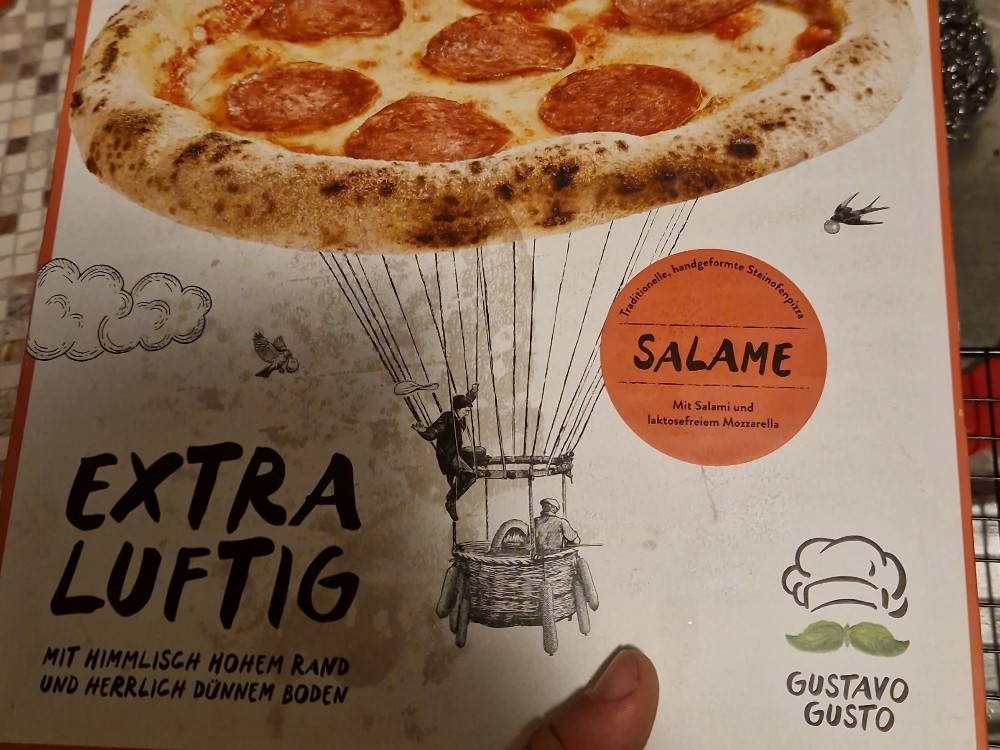 Traditionelle, handgeformte Steinofenpizza
SALAME
Mit Salami und
laktosefreiem Mozzarella
EXTRA
LUFTIG
MIT HIMMLISCH HOHEM RAND
UND HERRLICH DÜNNEM BODEN
GUSTAVO
GUSTO